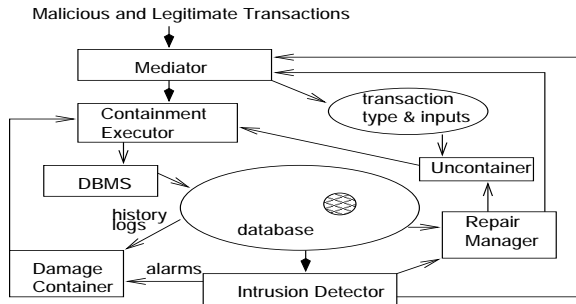 Malicious and Legitimate Transactions
Mediator
transaction
type & inputs
Containment
Executor
Uncontainer
DBMS
history
logs
database
Repair
Manager
Damage
Container
alarms
Intrusion Detector